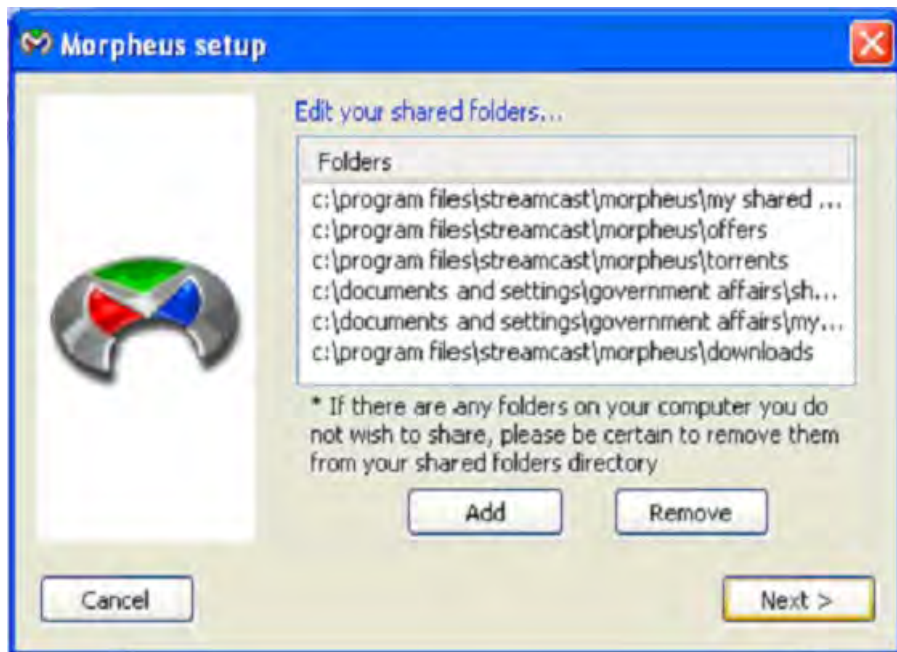 Morpheus setup
Edit your shared folders...
Folders
c:\program files\streamcast\morpheus\my shared ...
c:\program files\streamcast\morpheus\offers
c:\program files\streamcast\morpheus\torrents
c:\documents and settings\government affairs\sh...
c:\documents and settings\government affairs\my...
c:\program files\streamcast\morpheus\downloads
* If there are any folders on your computer you do
not wish to share, please be certain to remove them
from your shared folders directory
Add Remove
Cancel Next >